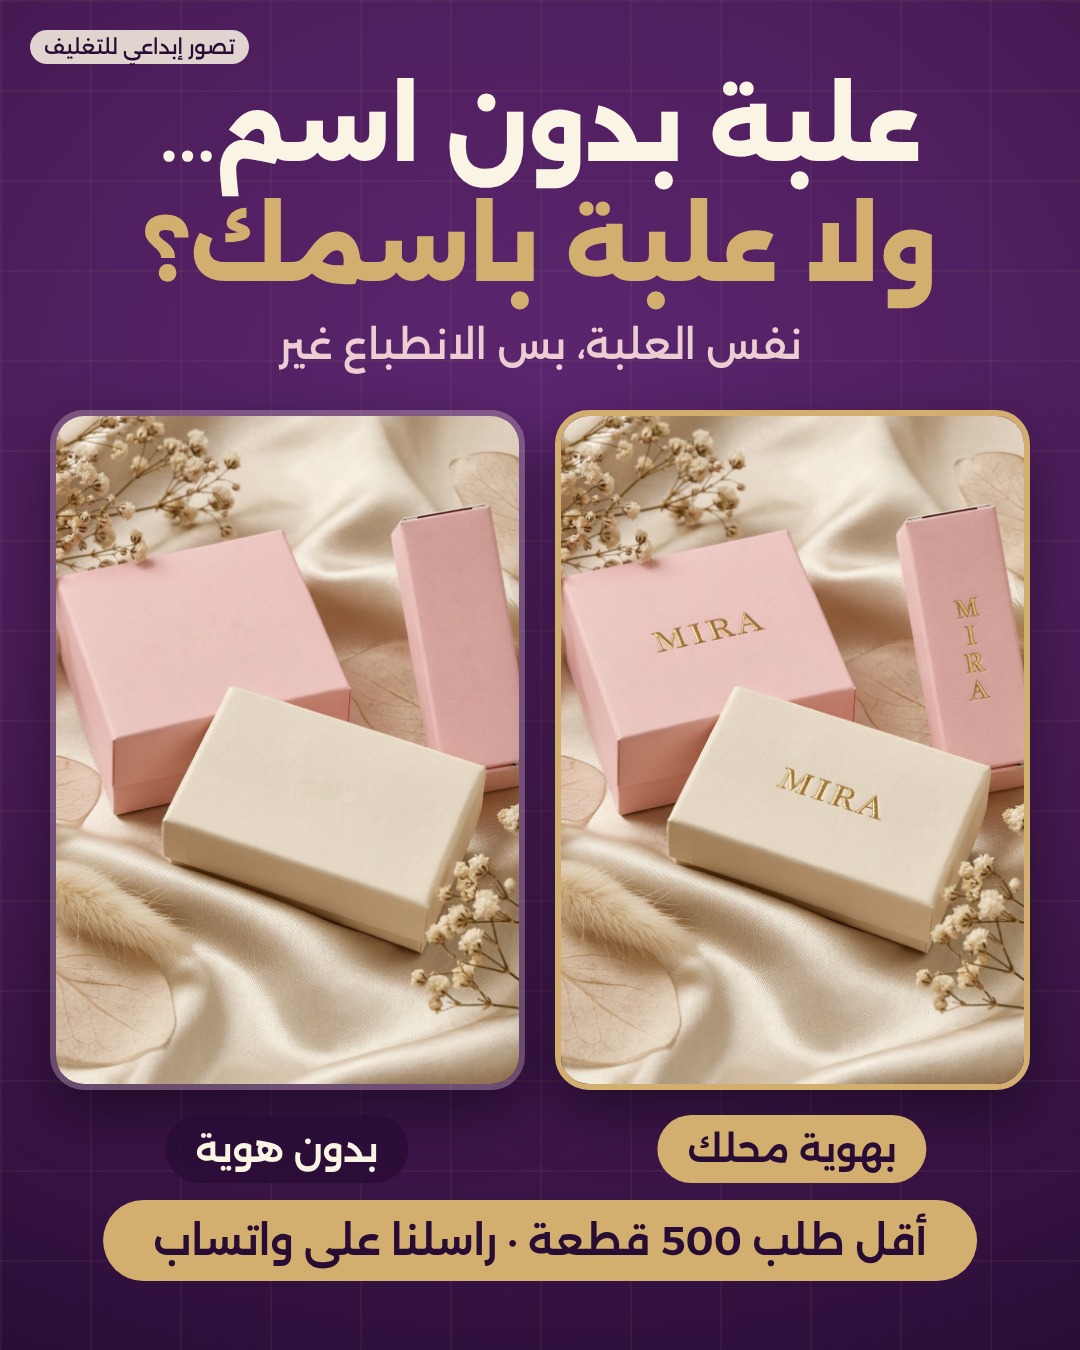 تصور إبداعي للتغليف
علبة بدون اسم...
ولا علبة باسمك؟
نفس العلبة، بس الانطباع غير
MIRA
MIRA
MIRA
بهوية محلك
بدون هوية
أقل طلب 500 قطعة · راسلنا على واتساب